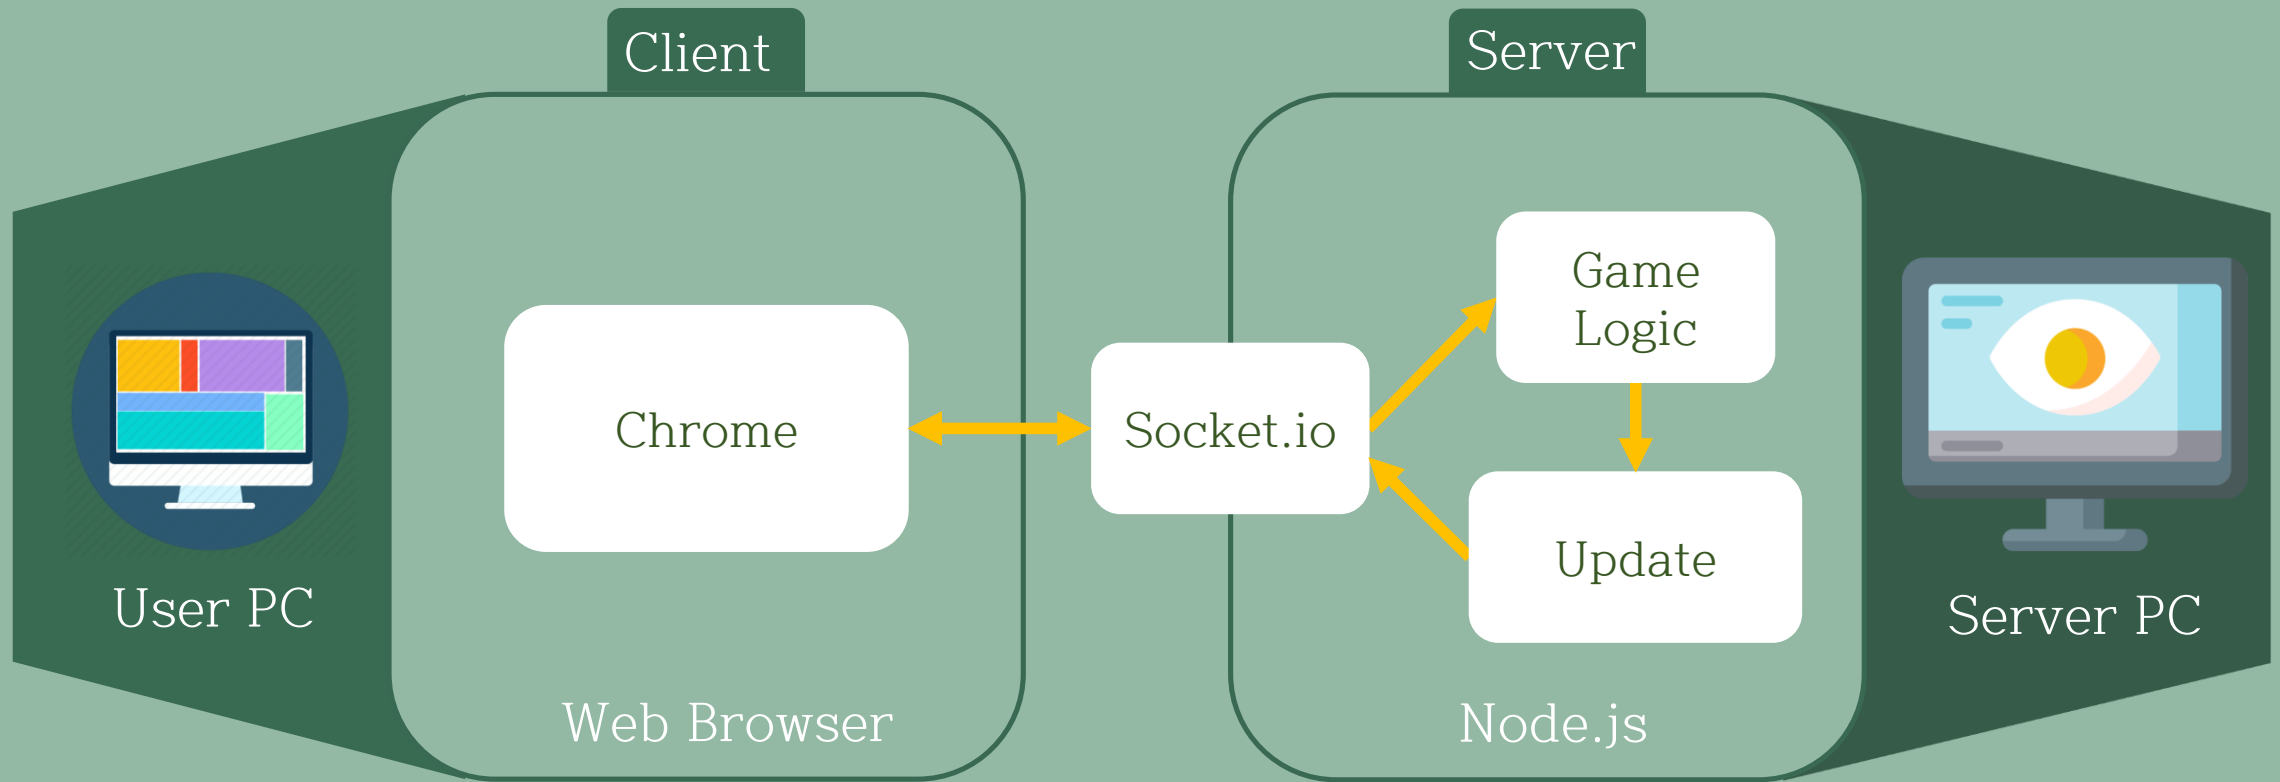 Client
Server
Game
Logic
Chrome
Socket.io
Update
User PC
Server PC
Web Browser
Node.js